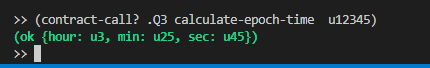 >> (contract-call? .Q3 calculate-epoch-time  u12345)
(ok {hour: u3, min: u25, sec: u45})
>>